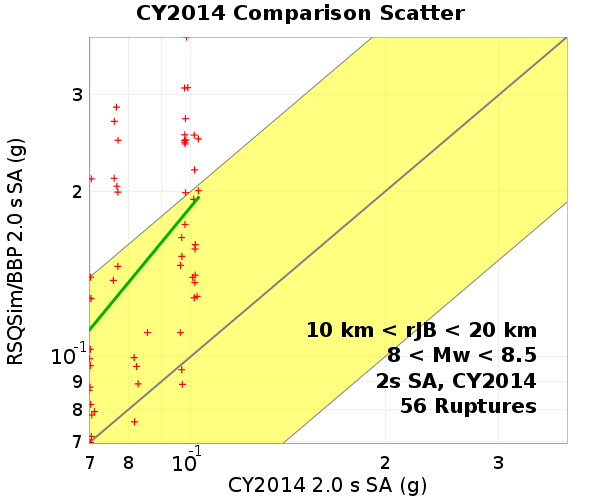 CY2014 Comparison Scatter
RSQSim/BBP 2.0 s SA (g)
3
2
10-1
9
8
7
10 km < rJB < 20 km
8 < Mw < 8.5
2s SA, CY2014
56 Ruptures
7 8 10-1 2 3
CY2014 2.0 s SA (g)